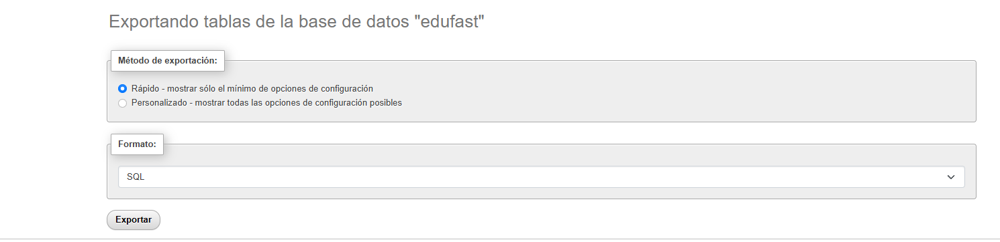 Exportando tablas de la base de datos "edufast"
Método de exportación:
Rápido - mostrar sólo el mínimo de opciones de configuración
Personalizado - mostrar todas las opciones de configuración posibles
Formato:
SQL
Exportar